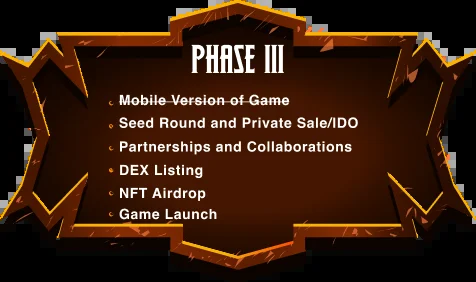 PHASE III
Mobile Version of Game
Seed Round and Private Sale/IDO
Partnerships and Collaborations
DEX Listing
NFT Airdrop
Game Launch